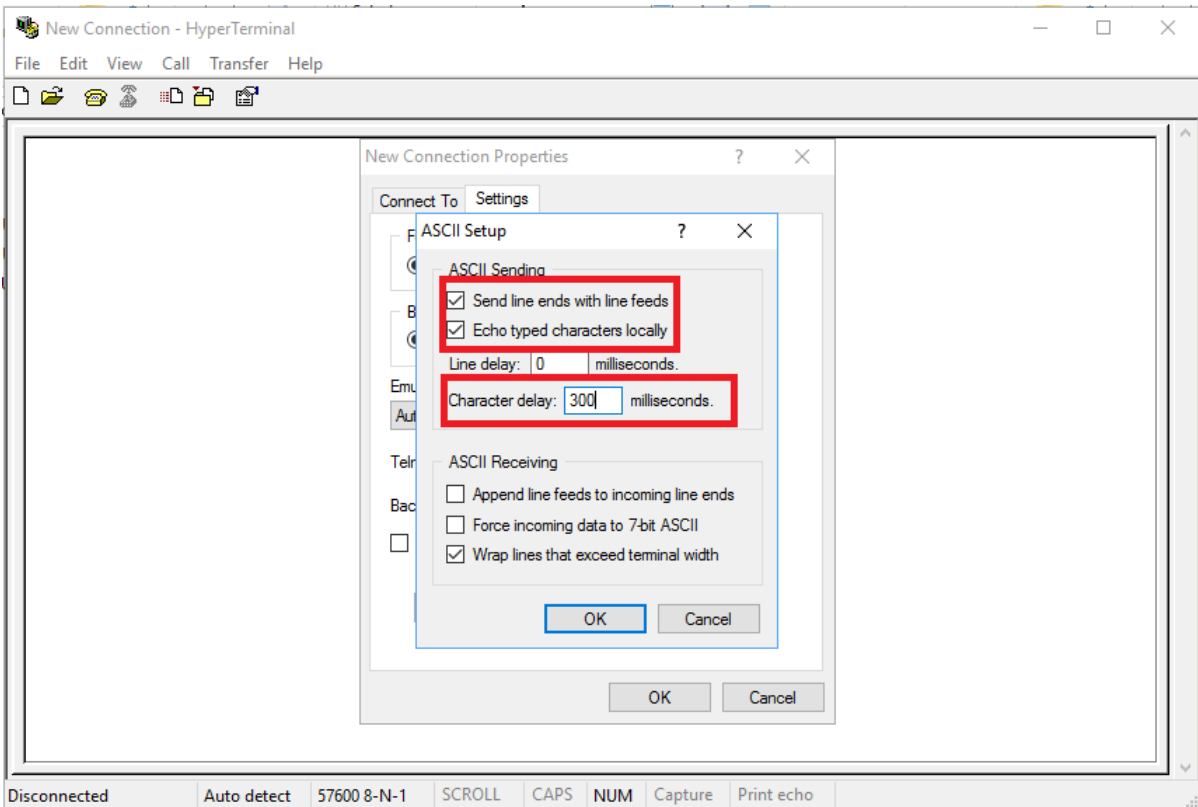 New Connection - HyperTerminal
File Edit View Call Transfer Help
New Connection Properties ? ×
Connect To Settings
ASCII Setup ?
ASCII Sending
Send line ends with line feeds
Echo typed characters locally
Line delay: 0 milliseconds.
Emu
Character delay: 300 milliseconds.
Aut
Teln
ASCII Receiving
Append line feeds to incoming line ends
Bac
Force incoming data to 7-bit ASCII
Wrap lines that exceed terminal width
OK Cancel
OK Cancel
Disconnected Auto detect 57600 8-N-1 SCROLL CAPS NUM Capture Print echo